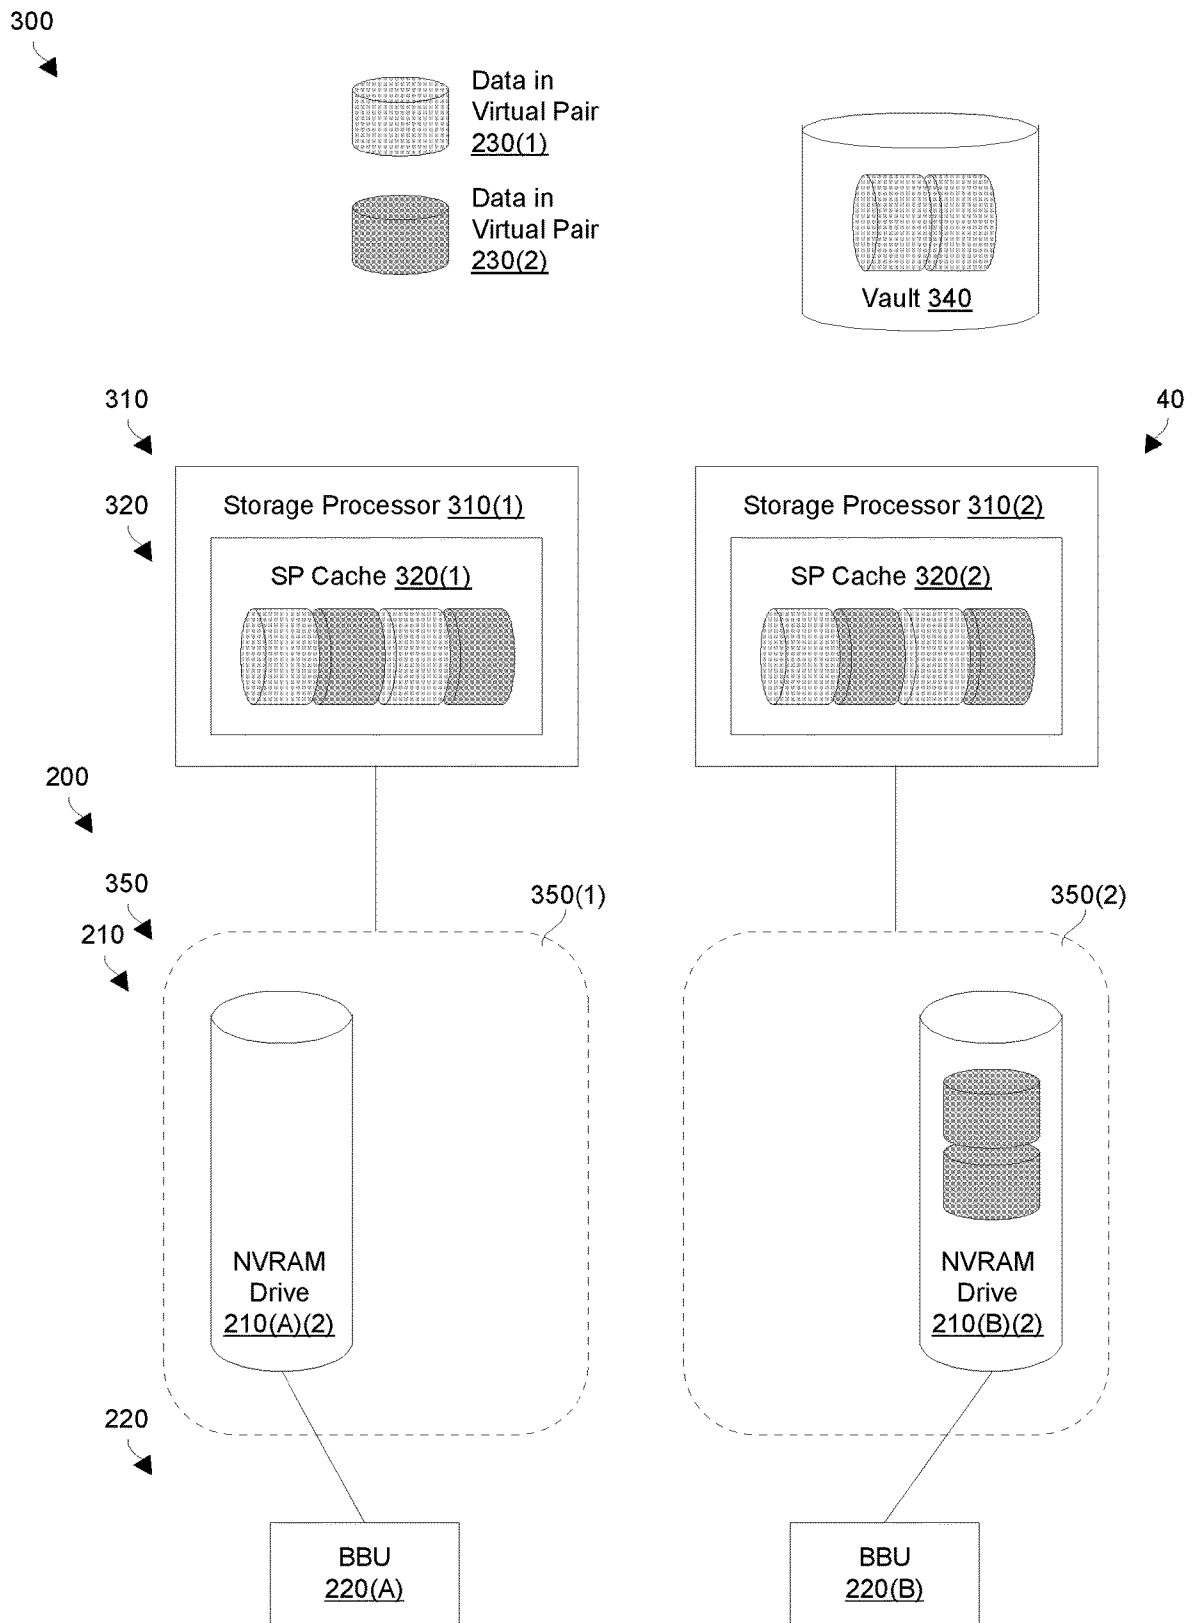 300
Data in
Virtual Pair
230(1)
Data in
Virtual Pair
230(2)
Vault 340
310
40
320
Storage Processor 310(1)
Storage Processor 310(2)
SP Cache 320(1)
SP Cache 320(2)
200
350
350(1)
350(2)
210
NVRAM
Drive
210(A)(2)
NVRAM
Drive
210(B)(2)
220
BBU
220(A)
BBU
220(B)